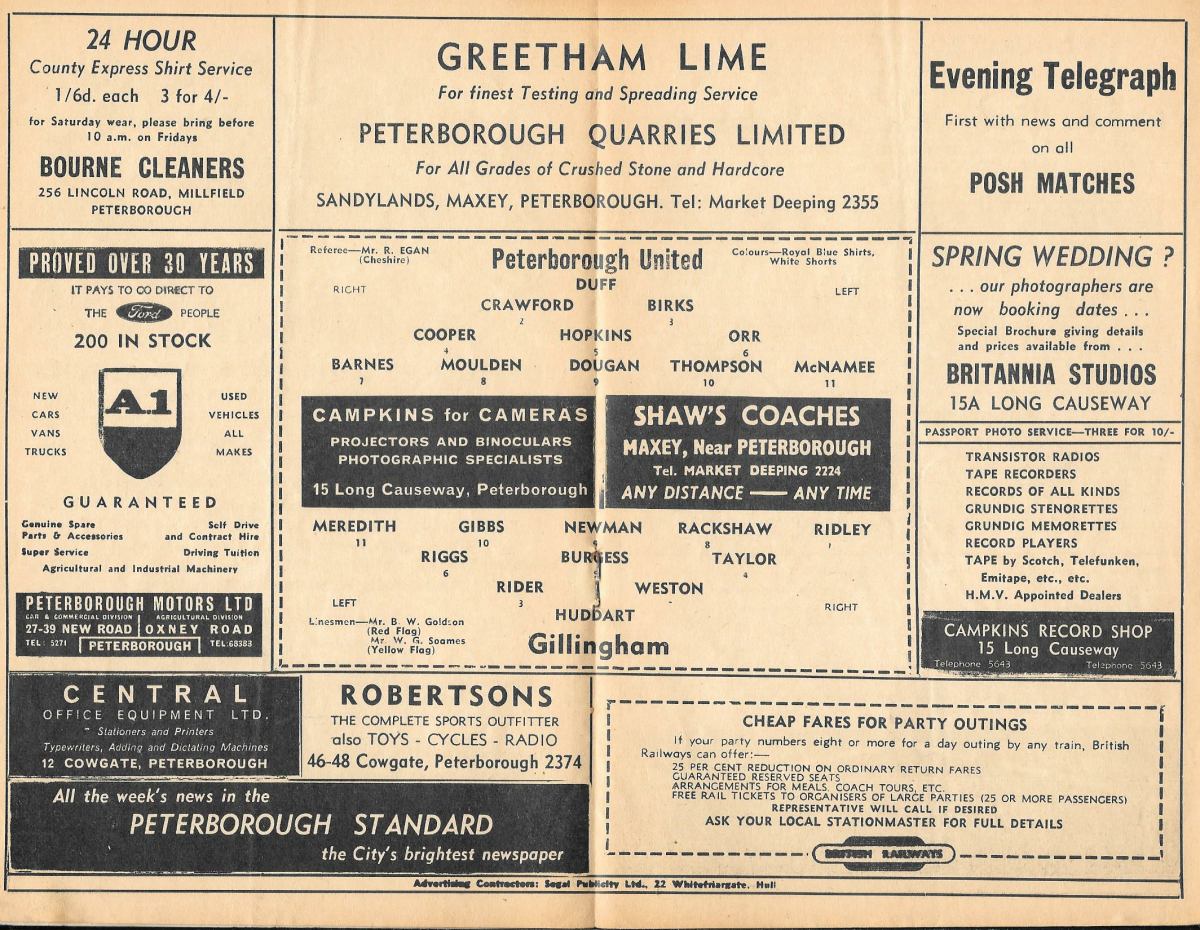 24 HOUR
County Express Shirt Service
1/6d. each 3 for 4/-
for Saturday wear, please bring before
10 a.m. on Fridays
BOURNE CLEANERS
256 LINCOLN ROAD, MILLFIELD
PETERBOROUGH
GREETHAM LIME
For finest Testing and Spreading Service
PETERBOROUGH QUARRIES LIMITED
For All Grades of Crushed Stone and Hardcore
SANDYLANDS, MAXEY, PETERBOROUGH. Tel: Market Deeping 2355
Evening Telegraph
First with news and comment
on all
POSH MATCHES
PROVED OVER 30 YEARS
IT PAYS TO GO DIRECT TO
THE Ford PEOPLE
200 IN STOCK
NEW
CARS
VANS
TRUCKS
A.1
USED
VEHICLES
ALL
MAKES
GUARANTEED
Genuine Spare
Parts & Accessories
Self Drive
and Contract Hire
Super Service Driving Tuition
Agricultural and Industrial Machinery
PETERBOROUGH MOTORS LTD
CAR & COMMERCIAL DIVISION AGRICULTURAL DIVISION
27-39 NEW ROAD OXNEY ROAD
TEL: 5271 PETERBOROUGH TEL: 68383
Referee—Mr. R. EGAN
(Cheshire)
Peterborough United
Colours—Royal Blue Shirts,
White Shorts
RIGHT DUFF LEFT
CRAWFORD BIRKS
2 3
COOPER HOPKINS ORR
4 5 6
BARNES MOULDEN DOUGAN THOMPSON McNAMEE
7 8 9 10 11
CAMPKINS for CAMERAS
PROJECTORS AND BINOCULARS
PHOTOGRAPHIC SPECIALISTS
15 Long Causeway, Peterborough
SHAW'S COACHES
MAXEY, Near PETERBOROUGH
Tel. MARKET DEEPING 2224
ANY DISTANCE — ANY TIME
MEREDITH GIBBS NEWMAN RACKSHAW RIDLEY
11 10 9 8 7
RIGGS BURGESS TAYLOR
6 5 4
RIDER WESTON
3
LEFT HUDDART RIGHT
Linesmen—Mr. B. W. Goldson
(Red Flag)
Mr. W. G. Soames
(Yellow Flag)
Gillingham
SPRING WEDDING ?
. . . our photographers are
now booking dates . . .
Special Brochure giving details
and prices available from . . .
BRITANNIA STUDIOS
15A LONG CAUSEWAY
PASSPORT PHOTO SERVICE—THREE FOR 10/-
TRANSISTOR RADIOS
TAPE RECORDERS
RECORDS OF ALL KINDS
GRUNDIG STENORETTES
GRUNDIG MEMORETTES
RECORD PLAYERS
TAPE by Scotch, Telefunken,
Emitape, etc., etc.
H.M.V. Appointed Dealers
CAMPKINS RECORD SHOP
15 Long Causeway
Telephone 5643 Telephone 5643
CENTRAL
OFFICE EQUIPMENT LTD.
Stationers and Printers
Typewriters, Adding and Dictating Machines
12 COWGATE, PETERBOROUGH
ROBERTSONS
THE COMPLETE SPORTS OUTFITTER
also TOYS - CYCLES - RADIO
46-48 Cowgate, Peterborough 2374
All the week's news in the
PETERBOROUGH STANDARD
the City's brightest newspaper
CHEAP FARES FOR PARTY OUTINGS
If your party numbers eight or more for a day outing by any train, British
Railways can offer:—
25 PER CENT REDUCTION ON ORDINARY RETURN FARES
GUARANTEED RESERVED SEATS
ARRANGEMENTS FOR MEALS, COACH TOURS, ETC.
FREE RAIL TICKETS TO ORGANISERS OF LARGE PARTIES (25 OR MORE PASSENGERS)
REPRESENTATIVE WILL CALL IF DESIRED
ASK YOUR LOCAL STATIONMASTER FOR FULL DETAILS
BRITISH RAILWAYS
Advertising Contractors: Segal Publicity Ltd., 22 Whitefriargate, Hull